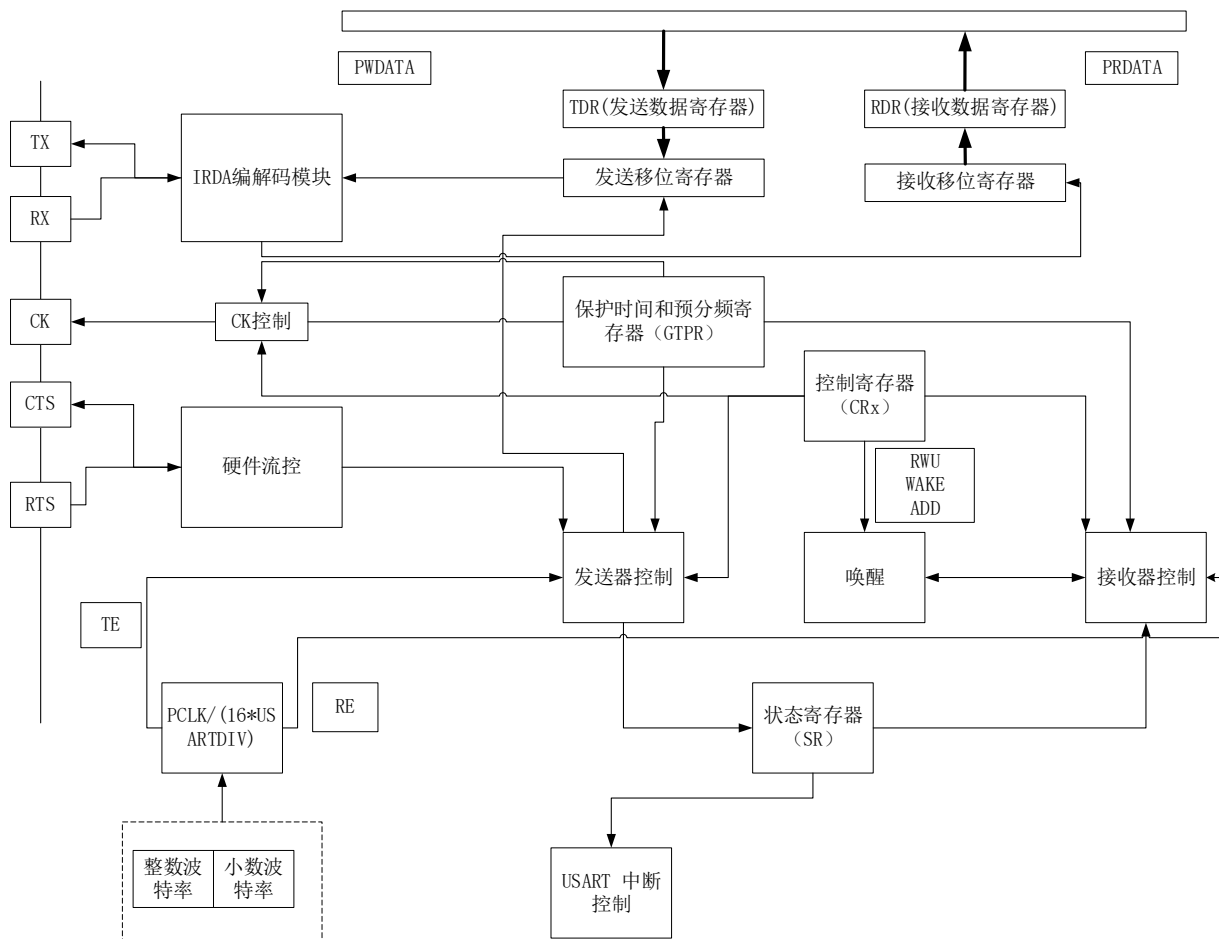 PWDATA
PRDATA
TDR(发送数据寄存器)
RDR(接收数据寄存器)
TX
IRDA编解码模块
发送移位寄存器
接收移位寄存器
RX
CK
CK控制
保护时间和预分频寄
存器（GTPR）
控制寄存器
（CRx）
CTS
硬件流控
RWU
WAKE
ADD
RTS
发送器控制
唤醒
接收器控制
TE
RE
PCLK/(16*US
ARTDIV)
状态寄存器
（SR）
整数波
特率
小数波
特率
USART 中断
控制